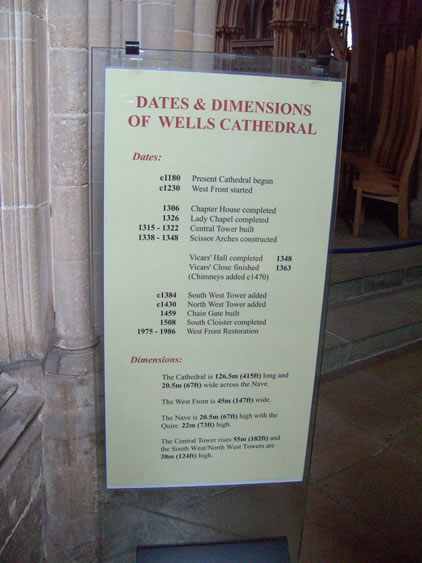 DATES & DIMENSIONS
OF WELLS CATHEDRAL
Dates:
c1180 Present Cathedral begun
c1230 West Front started
1306 Chapter House completed
1326 Lady Chapel completed
1315 - 1322 Central Tower built
1338 - 1348 Scissor Arches constructed
Vicars' Hall completed 1348
Vicars' Close finished 1363
(Chimneys added c1470)
c1384 South West Tower added
c1430 North West Tower added
1459 Chain Gate built
1508 South Cloister completed
1975 - 1986 West Front Restoration
Dimensions:
The Cathedral is 126.5m (415ft) long and
20.5m (67ft) wide across the Nave.
The West Front is 45m (147ft) wide.
The Nave is 20.5m (67ft) high with the
Quire 22m (73ft) high.
The Central Tower rises 55m (182ft) and
the South West/North West Towers are
38m (124ft) high.